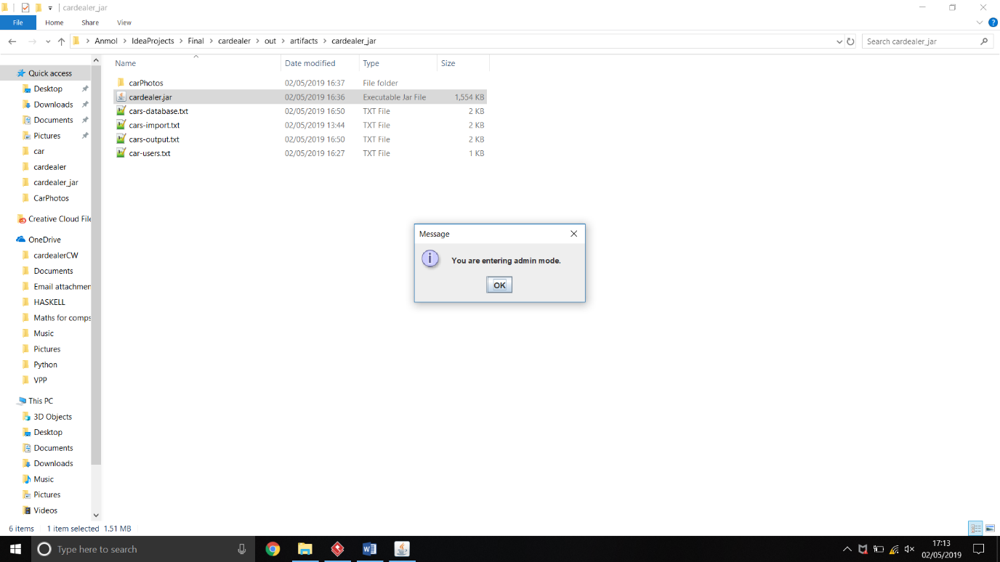 cardealer_jar
File Home Share View
Anmol IdeaProjects Final cardealer out artifacts cardealer_jar
Search cardealer_jar
Name Date modified Type Size
carPhotos 02/05/2019 16:37 File folder
cardealer.jar 02/05/2019 16:36 Executable Jar File 1,554 KB
cars-database.txt 02/05/2019 16:50 TXT File 2 KB
cars-import.txt 02/05/2019 13:44 TXT File 2 KB
cars-output.txt 02/05/2019 16:50 TXT File 2 KB
car-users.txt 02/05/2019 16:27 TXT File 1 KB
Quick access
Desktop
Downloads
Documents
Pictures
car
cardealer
cardealer_jar
CarPhotos
Creative Cloud File
OneDrive
cardealerCW
Documents
Email attachmen
HASKELL
Maths for comps
Music
Pictures
Python
VPP
This PC
3D Objects
Desktop
Documents
Downloads
Music
Pictures
Videos
Message
You are entering admin mode.
OK
6 items 1 item selected 1.51 MB
Type here to search
17:13
02/05/2019